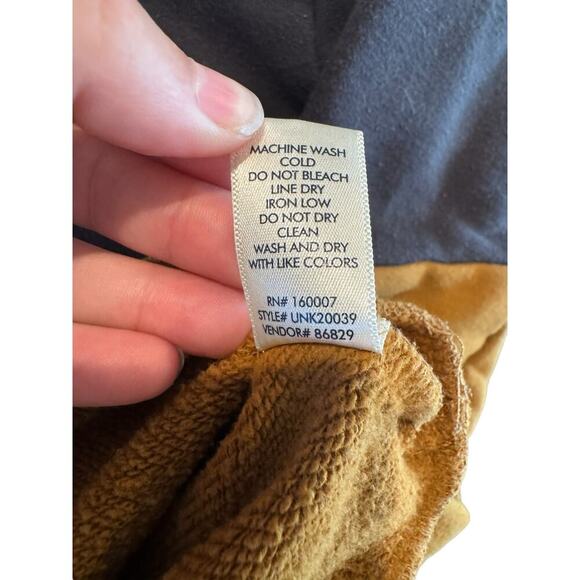 MACHINE WASH
COLD
DO NOT BLEACH
LINE DRY
IRON LOW
DO NOT DRY
CLEAN
WASH AND DRY
WITH LIKE COLORS
RN# 160007
STYLE# UNK20039
VENDOR# 86829